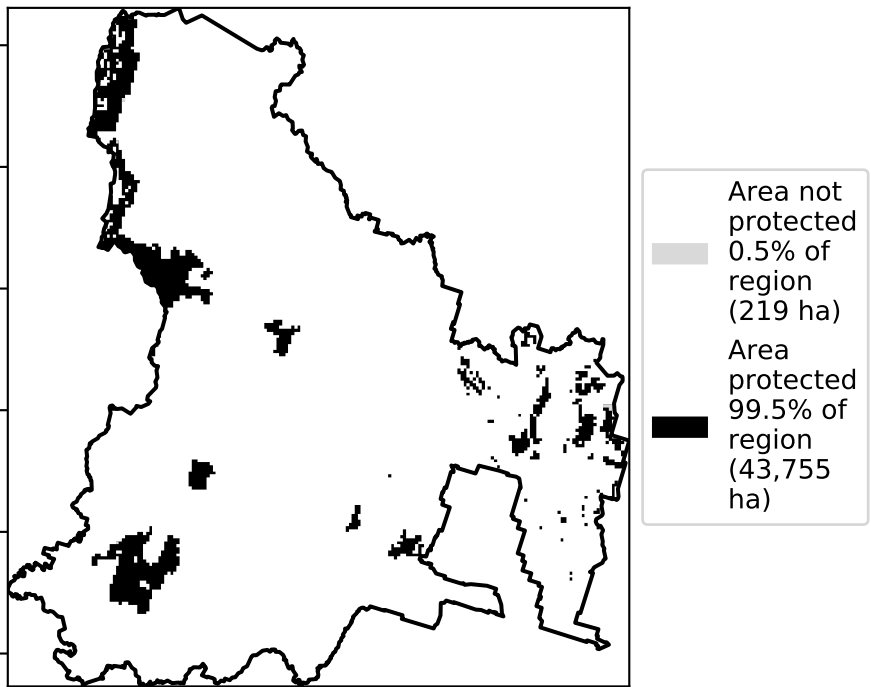 Area not
protected
0.5% of
region
(219 ha)
Area
protected
99.5% of
region
(43,755
ha)